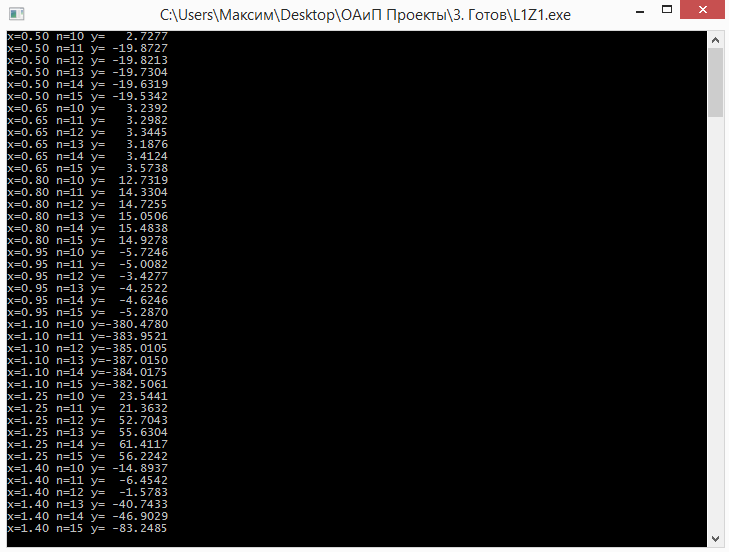 C:\Users\Максим\Desktop\ОАиП Проекты\3. Готов\L1Z1.exe
x=0.50 n=10 y=   2.7277
x=0.50 n=11 y= -19.8727
x=0.50 n=12 y= -19.8213
x=0.50 n=13 y= -19.7304
x=0.50 n=14 y= -19.6319
x=0.50 n=15 y= -19.5342
x=0.65 n=10 y=   3.2392
x=0.65 n=11 y=   3.2982
x=0.65 n=12 y=   3.3445
x=0.65 n=13 y=   3.1876
x=0.65 n=14 y=   3.4124
x=0.65 n=15 y=   3.5738
x=0.80 n=10 y=  12.7319
x=0.80 n=11 y=  14.3304
x=0.80 n=12 y=  14.7255
x=0.80 n=13 y=  15.0506
x=0.80 n=14 y=  15.4838
x=0.80 n=15 y=  14.9278
x=0.95 n=10 y=  -5.7246
x=0.95 n=11 y=  -5.0082
x=0.95 n=12 y=  -3.4277
x=0.95 n=13 y=  -4.2522
x=0.95 n=14 y=  -4.6246
x=0.95 n=15 y=  -5.2870
x=1.10 n=10 y=-380.4780
x=1.10 n=11 y=-383.9521
x=1.10 n=12 y=-385.0105
x=1.10 n=13 y=-387.0150
x=1.10 n=14 y=-384.0175
x=1.10 n=15 y=-382.5061
x=1.25 n=10 y=  23.5441
x=1.25 n=11 y=  21.3632
x=1.25 n=12 y=  52.7043
x=1.25 n=13 y=  55.6304
x=1.25 n=14 y=  61.4117
x=1.25 n=15 y=  56.2242
x=1.40 n=10 y= -14.8937
x=1.40 n=11 y=  -6.4542
x=1.40 n=12 y=  -1.5783
x=1.40 n=13 y= -40.7433
x=1.40 n=14 y= -46.9029
x=1.40 n=15 y= -83.2485